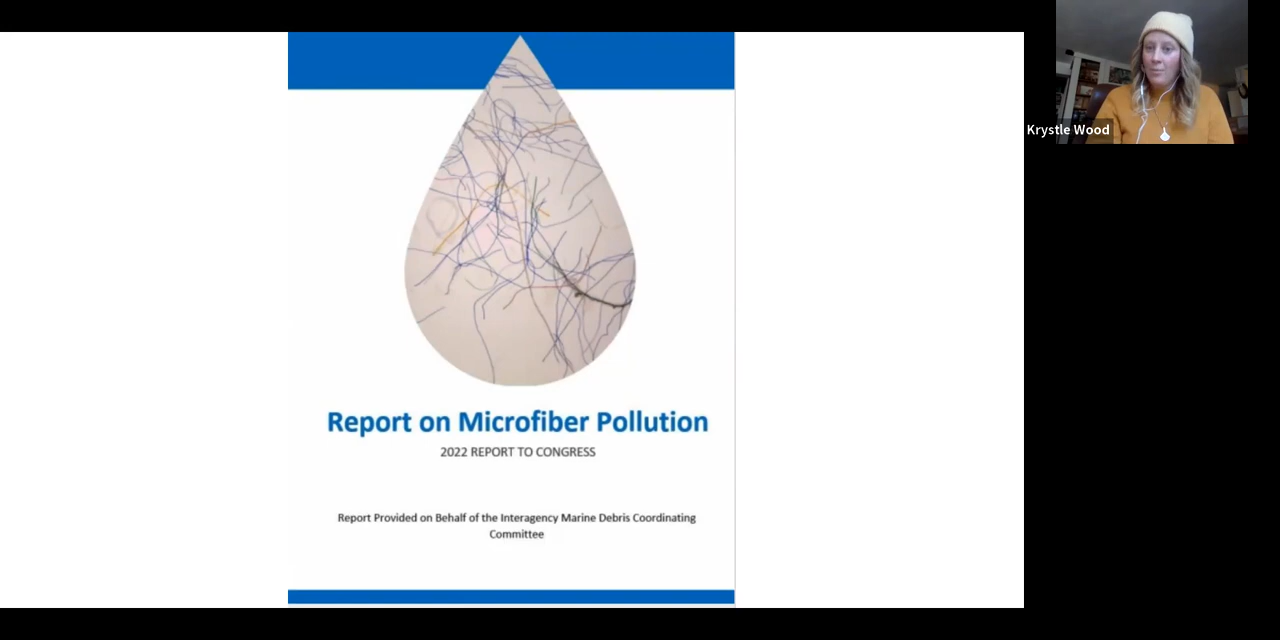 Report on Microfiber Pollution
2022 REPORT TO CONGRESS
Report Provided on Behalf of the Interagency Marine Debris Coordinating
Committee
Krystle Wood